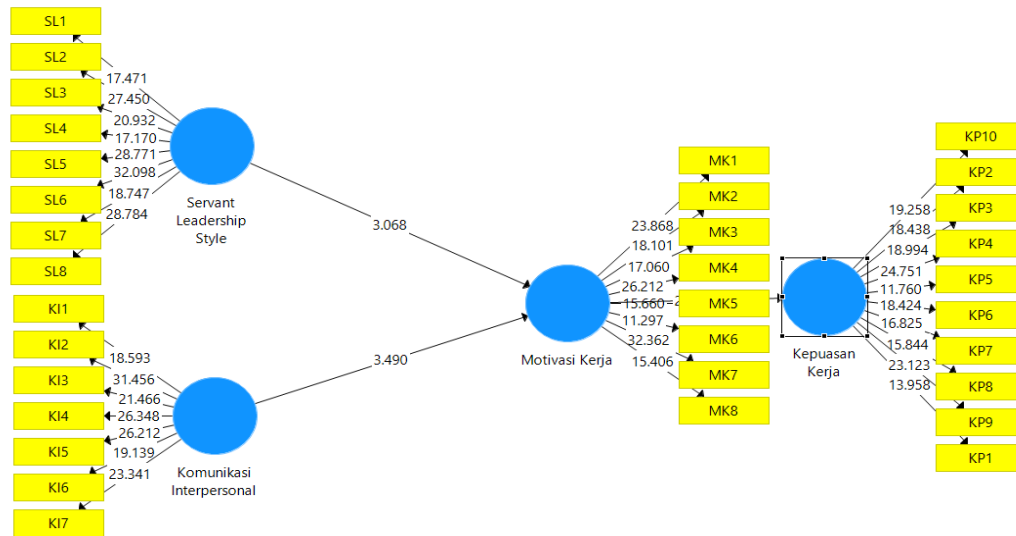 SL1
SL2
SL3
SL4
SL5
SL6
SL7
SL8
17.471
27.450
20.932
17.170
28.771
32.098
18.747
28.784
Servant
Leadership
Style
KI1
KI2
KI3
KI4
KI5
KI6
KI7
18.593
31.456
21.466
26.348
26.212
19.139
23.341
Komunikasi
Interpersonal
3.068
3.490
Motivasi Kerja
23.868
18.101
17.060
26.212
15.660
11.297
32.362
15.406
MK1
MK2
MK3
MK4
MK5
MK6
MK7
MK8
Kepuasan
Kerja
19.258
18.438
18.994
24.751
11.760
18.424
16.825
15.844
23.123
13.958
KP10
KP2
KP3
KP4
KP5
KP6
KP7
KP8
KP9
KP1